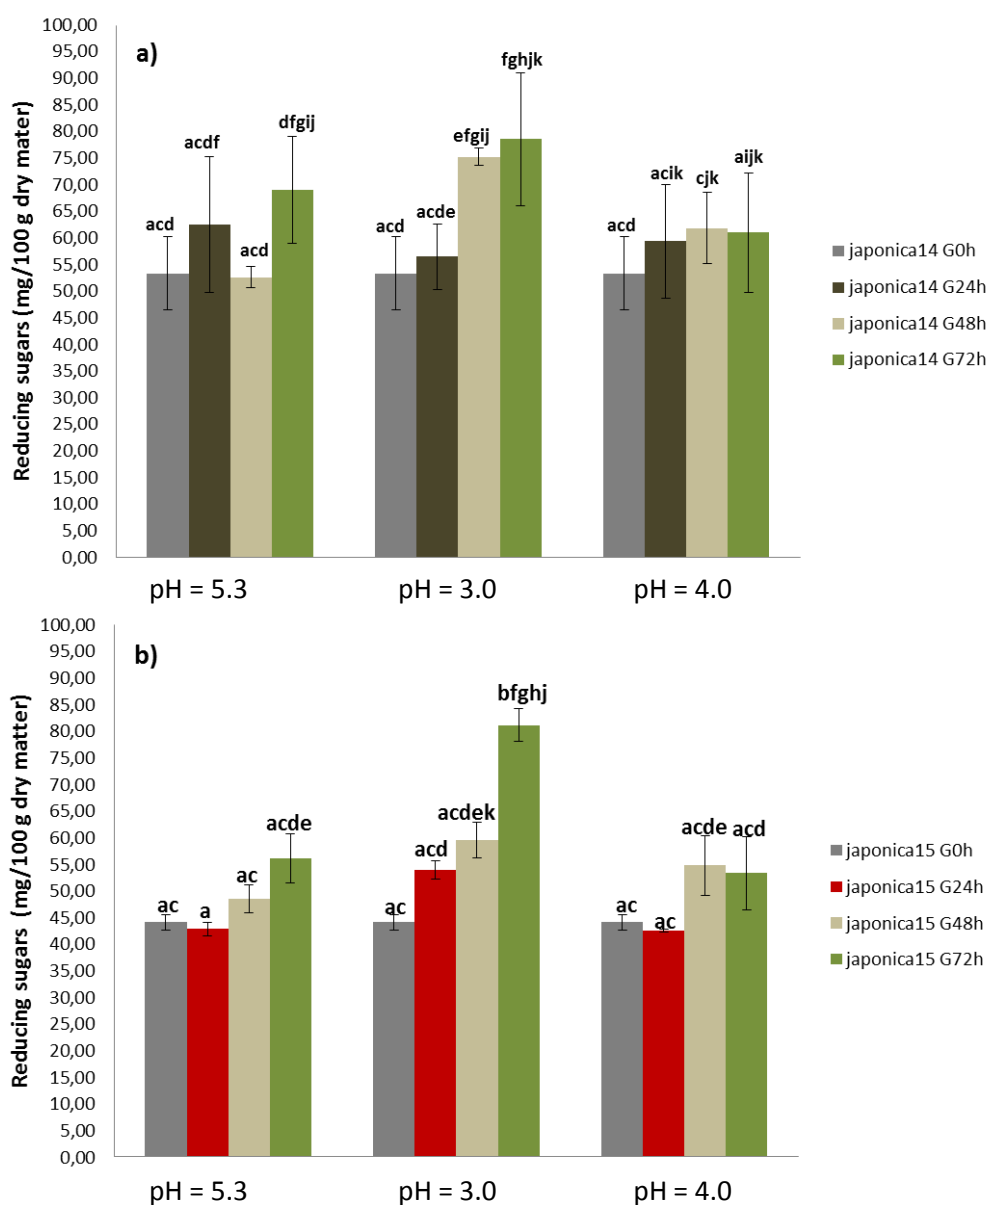 a)
Reducing sugars (mg/100 g dry mater)
100,00
95,00
90,00
85,00
80,00
75,00
70,00
65,00
60,00
55,00
50,00
45,00
40,00
35,00
30,00
25,00
20,00
15,00
10,00
5,00
0,00
acd
acdf
acd
dfgij
acd
acde
efgij
fghjk
acd
acik
cjk
aijk
pH = 5.3
pH = 3.0
pH = 4.0
japonica14 G0h
japonica14 G24h
japonica14 G48h
japonica14 G72h
b)
Reducing sugars (mg/100 g dry matter)
100,00
95,00
90,00
85,00
80,00
75,00
70,00
65,00
60,00
55,00
50,00
45,00
40,00
35,00
30,00
25,00
20,00
15,00
10,00
5,00
0,00
ac
a
ac
acde
ac
acd
acdek
bfghj
ac
ac
acde
acd
pH = 5.3
pH = 3.0
pH = 4.0
japonica15 G0h
japonica15 G24h
japonica15 G48h
japonica15 G72h